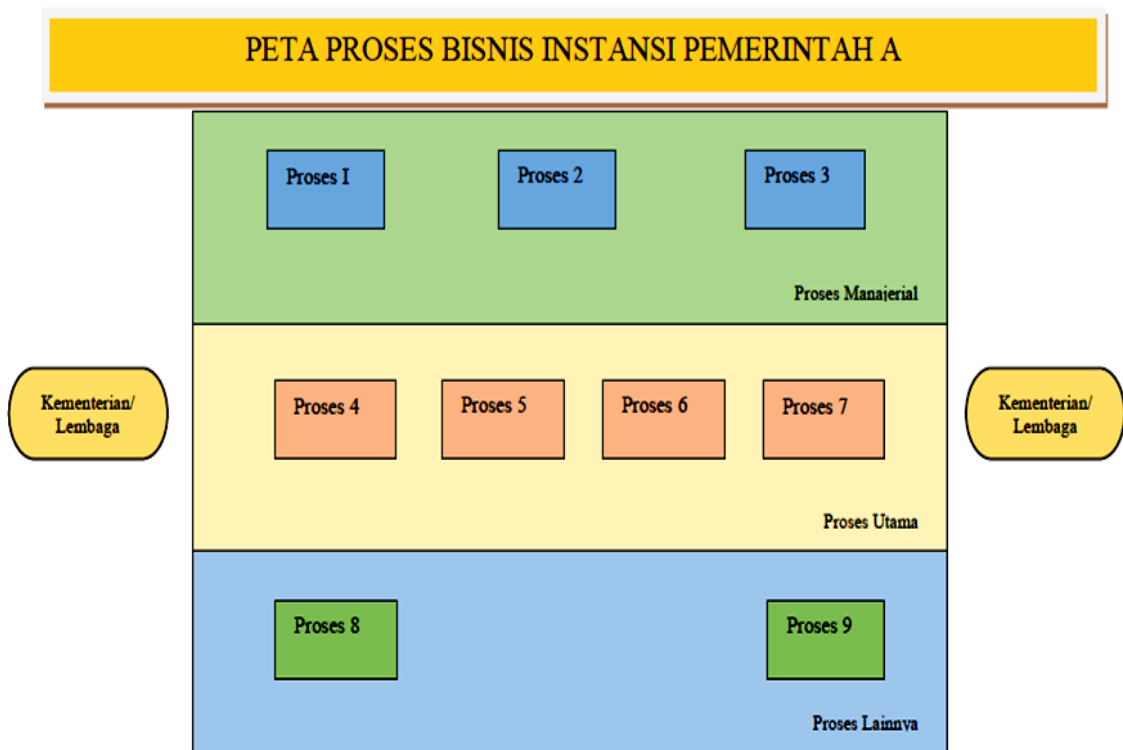 PETA PROSES BISNIS INSTANSI PEMERINTAH A
Proses I
Proses 2
Proses 3
Proses Manajerial
Kementerian/
Lembaga
Proses 4
Proses 5
Proses 6
Proses 7
Kementerian/
Lembaga
Proses Utama
Proses 8
Proses 9
Proses Lainnya